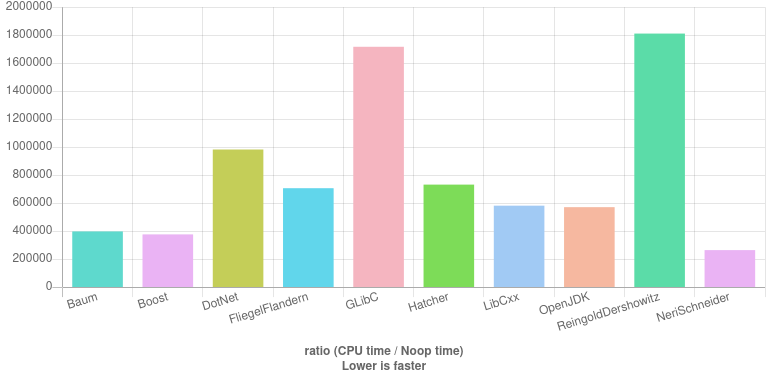 2000000
1800000
1600000
1400000
1200000
1000000
800000
600000
400000
200000
0
Baum
Boost
DotNet
FliegelFlandern
GLibC
Hatcher
LibCxx
OpenJDK
ReingoldDershowitz
NeriSchneider
ratio (CPU time / Noop time)
Lower is faster